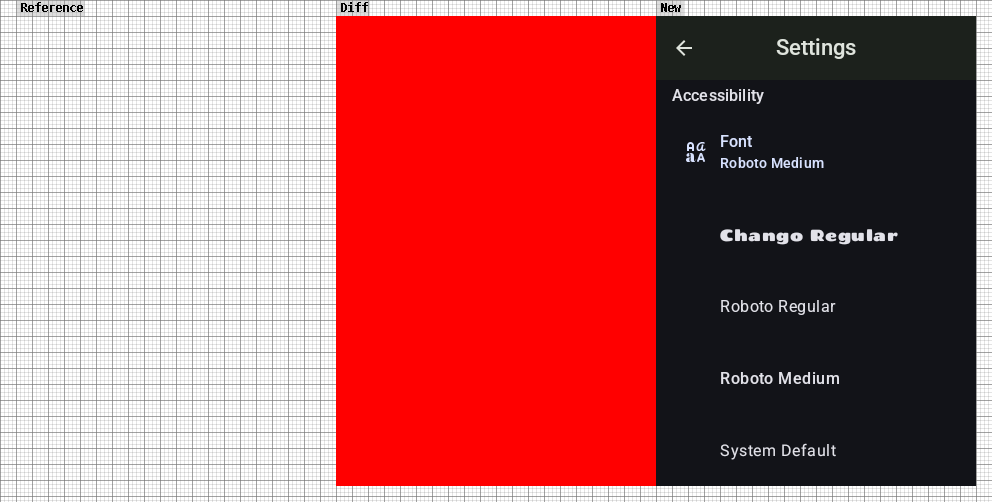 Reference
Diff
New
Settings
Accessibility
Font
Roboto Medium
Chango Regular
Roboto Regular
Roboto Medium
System Default